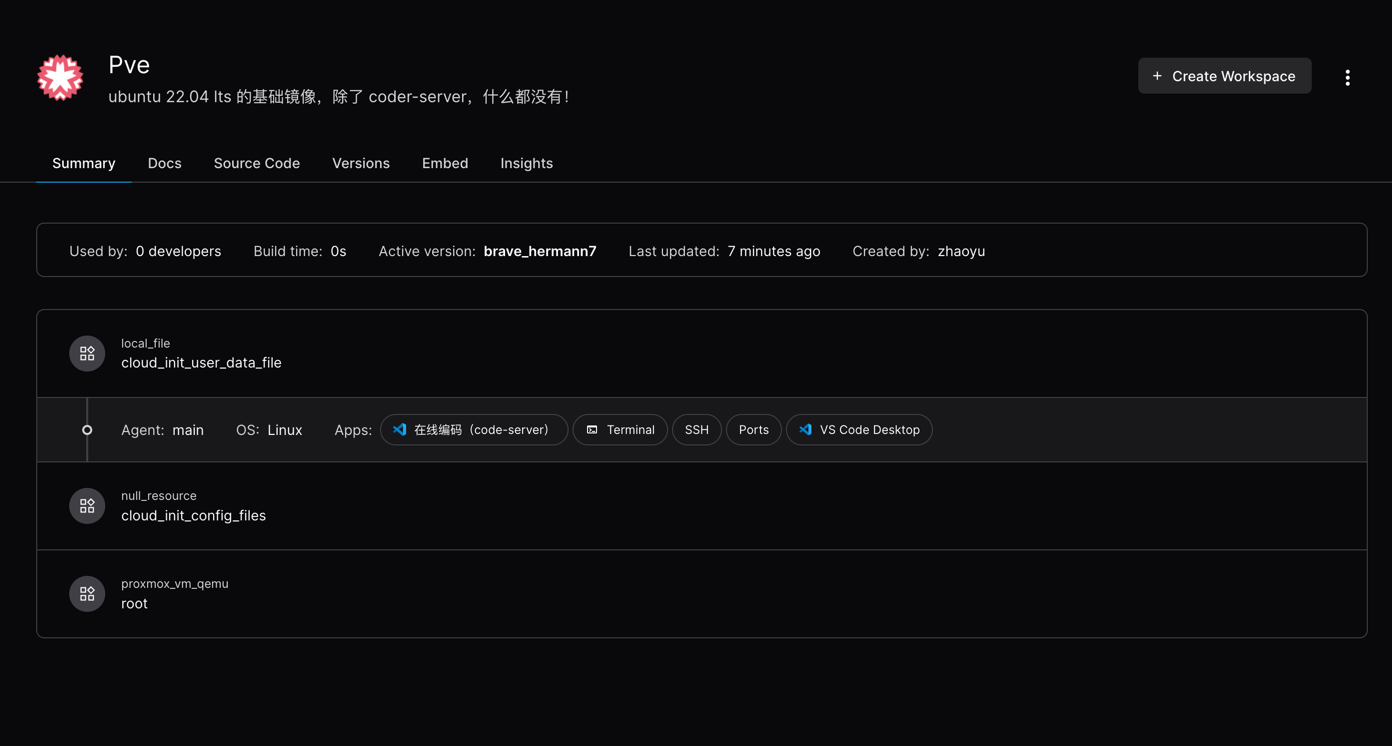 Pve
ubuntu 22.04 lts 的基础镜像，除了 coder-server，什么都没有！
+ Create Workspace
Summary Docs Source Code Versions Embed Insights
Used by: 0 developers Build time: 0s Active version: brave_hermann7 Last updated: 7 minutes ago Created by: zhaoyu
local_file
cloud_init_user_data_file
Agent: main OS: Linux Apps: 在线编码（code-server） Terminal SSH Ports VS Code Desktop
null_resource
cloud_init_config_files
proxmox_vm_qemu
root